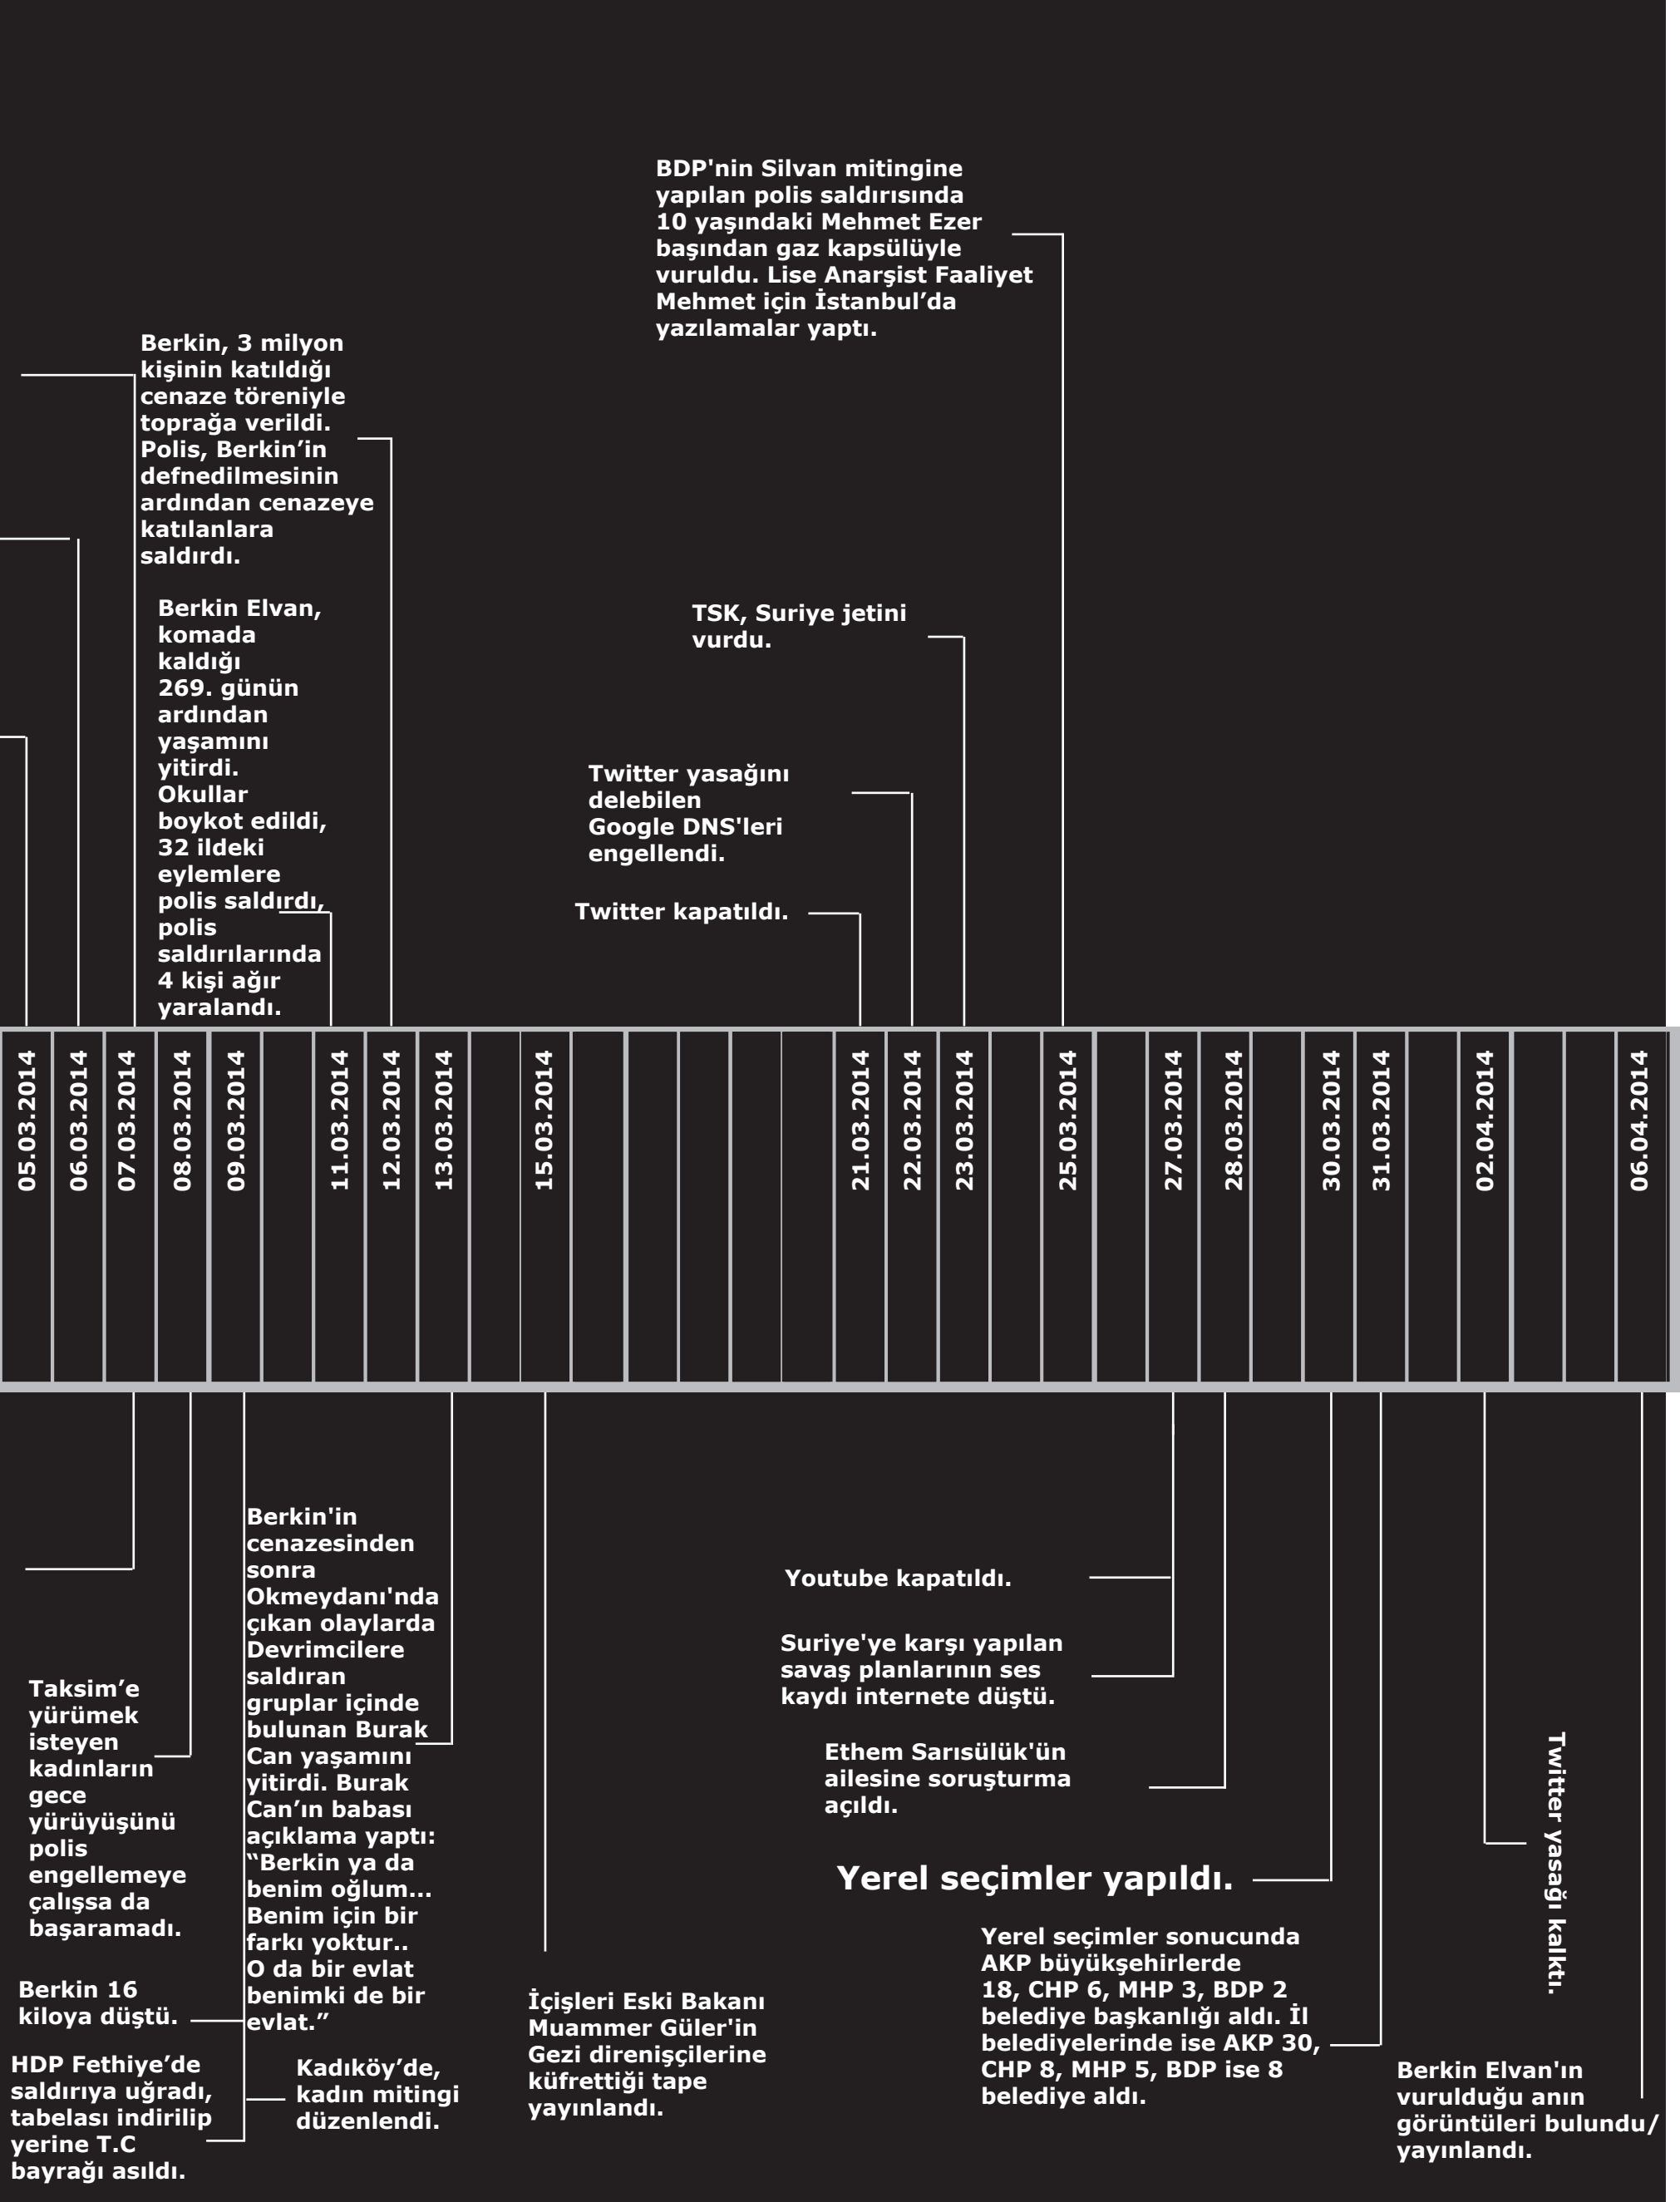 BDP'nin Silvan mitingine
yapılan polis saldırısında
10 yaşındaki Mehmet Ezer
başından gaz kapsülüyle
vuruldu. Lise Anarşist Faaliyet
Mehmet için İstanbul’da
yazılamalar yaptı.
Berkin, 3 milyon
kişinin katıldığı
cenaze töreniyle
toprağa verildi.
Polis, Berkin’in
defnedilmesinin
ardından cenazeye
katılanlara
saldırdı.
Berkin Elvan,
komada
kaldığı
269. günün
ardından
yaşamını
yitirdi.
Okullar
boykot edildi,
32 ildeki
eylemlere
polis saldırdı,
polis
saldırılarında
4 kişi ağır
yaralandı.
TSK, Suriye jetini
vurdu.
Twitter yasağını
delebilen
Google DNS'leri
engellendi.
Twitter kapatıldı.
05.03.2014
06.03.2014
07.03.2014
08.03.2014
09.03.2014
11.03.2014
12.03.2014
13.03.2014
15.03.2014
21.03.2014
22.03.2014
23.03.2014
25.03.2014
27.03.2014
28.03.2014
30.03.2014
31.03.2014
02.04.2014
06.04.2014
Taksim’e
yürümek
isteyen
kadınların
gece
yürüyüşünü
polis
engellemeye
çalışsa da
başaramadı.
Berkin 16
kiloya düştü.
HDP Fethiye’de
saldırıya uğradı,
tabelası indirilip
yerine T.C
bayrağı asıldı.
Kadıköy’de,
kadın mitingi
düzenlendi.
Berkin'in
cenazesinden
sonra
Okmeydanı'nda
çıkan olaylarda
Devrimcilere
saldıran
gruplar içinde
bulunan Burak
Can yaşamını
yitirdi. Burak
Can’ın babası
açıklama yaptı:
“Berkin ya da
benim oğlum...
Benim için bir
farkı yoktur..
O da bir evlat
benimki de bir
evlat.”
İçişleri Eski Bakanı
Muammer Güler'in
Gezi direnişçilerine
küfrettiği tape
yayınlandı.
Youtube kapatıldı.
Suriye'ye karşı yapılan
savaş planlarının ses
kaydı internete düştü.
Ethem Sarısülük'ün
ailesine soruşturma
açıldı.
Yerel seçimler yapıldı.
Yerel seçimler sonucunda
AKP büyükşehirlerde
18, CHP 6, MHP 3, BDP 2
belediye başkanlığı aldı. İl
belediyelerinde ise AKP 30,
CHP 8, MHP 5, BDP ise 8
belediye aldı.
Twitter yasağı kalktı.
Berkin Elvan'ın
vurulduğu anın
görüntüleri bulundu/
yayınlandı.